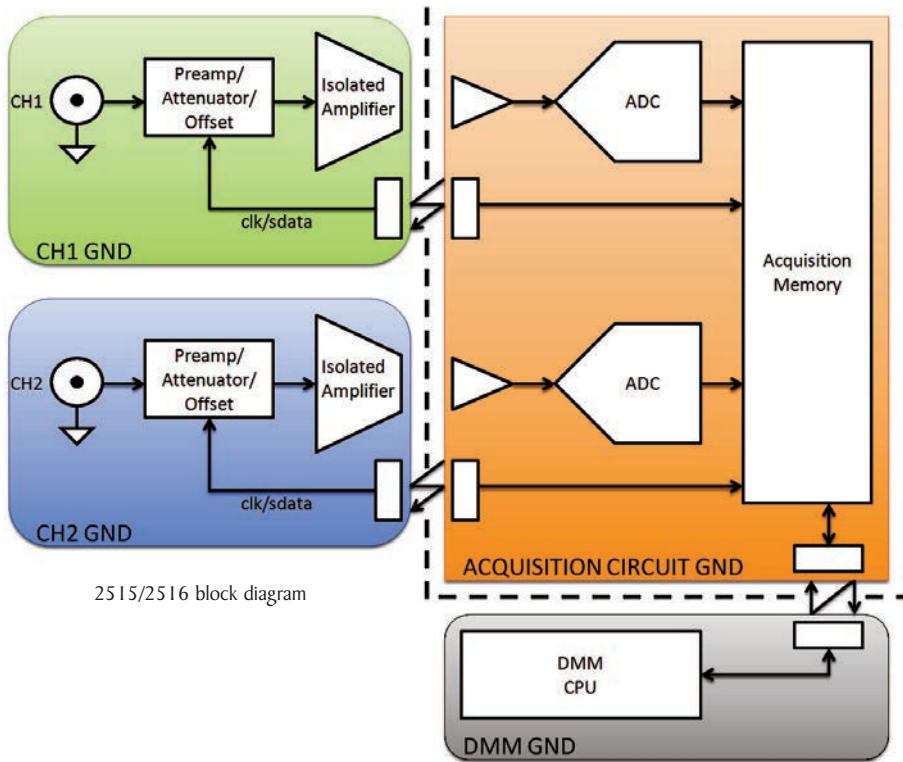 CH1
Preamp/
Attenuator/
Offset
Isolated
Amplifier
clk/sdata
CH1 GND
ADC
Acquisition
Memory
CH2
Preamp/
Attenuator/
Offset
Isolated
Amplifier
clk/sdata
CH2 GND
ADC
ACQUISITION CIRCUIT GND
2515/2516 block diagram
DMM
CPU
DMM GND